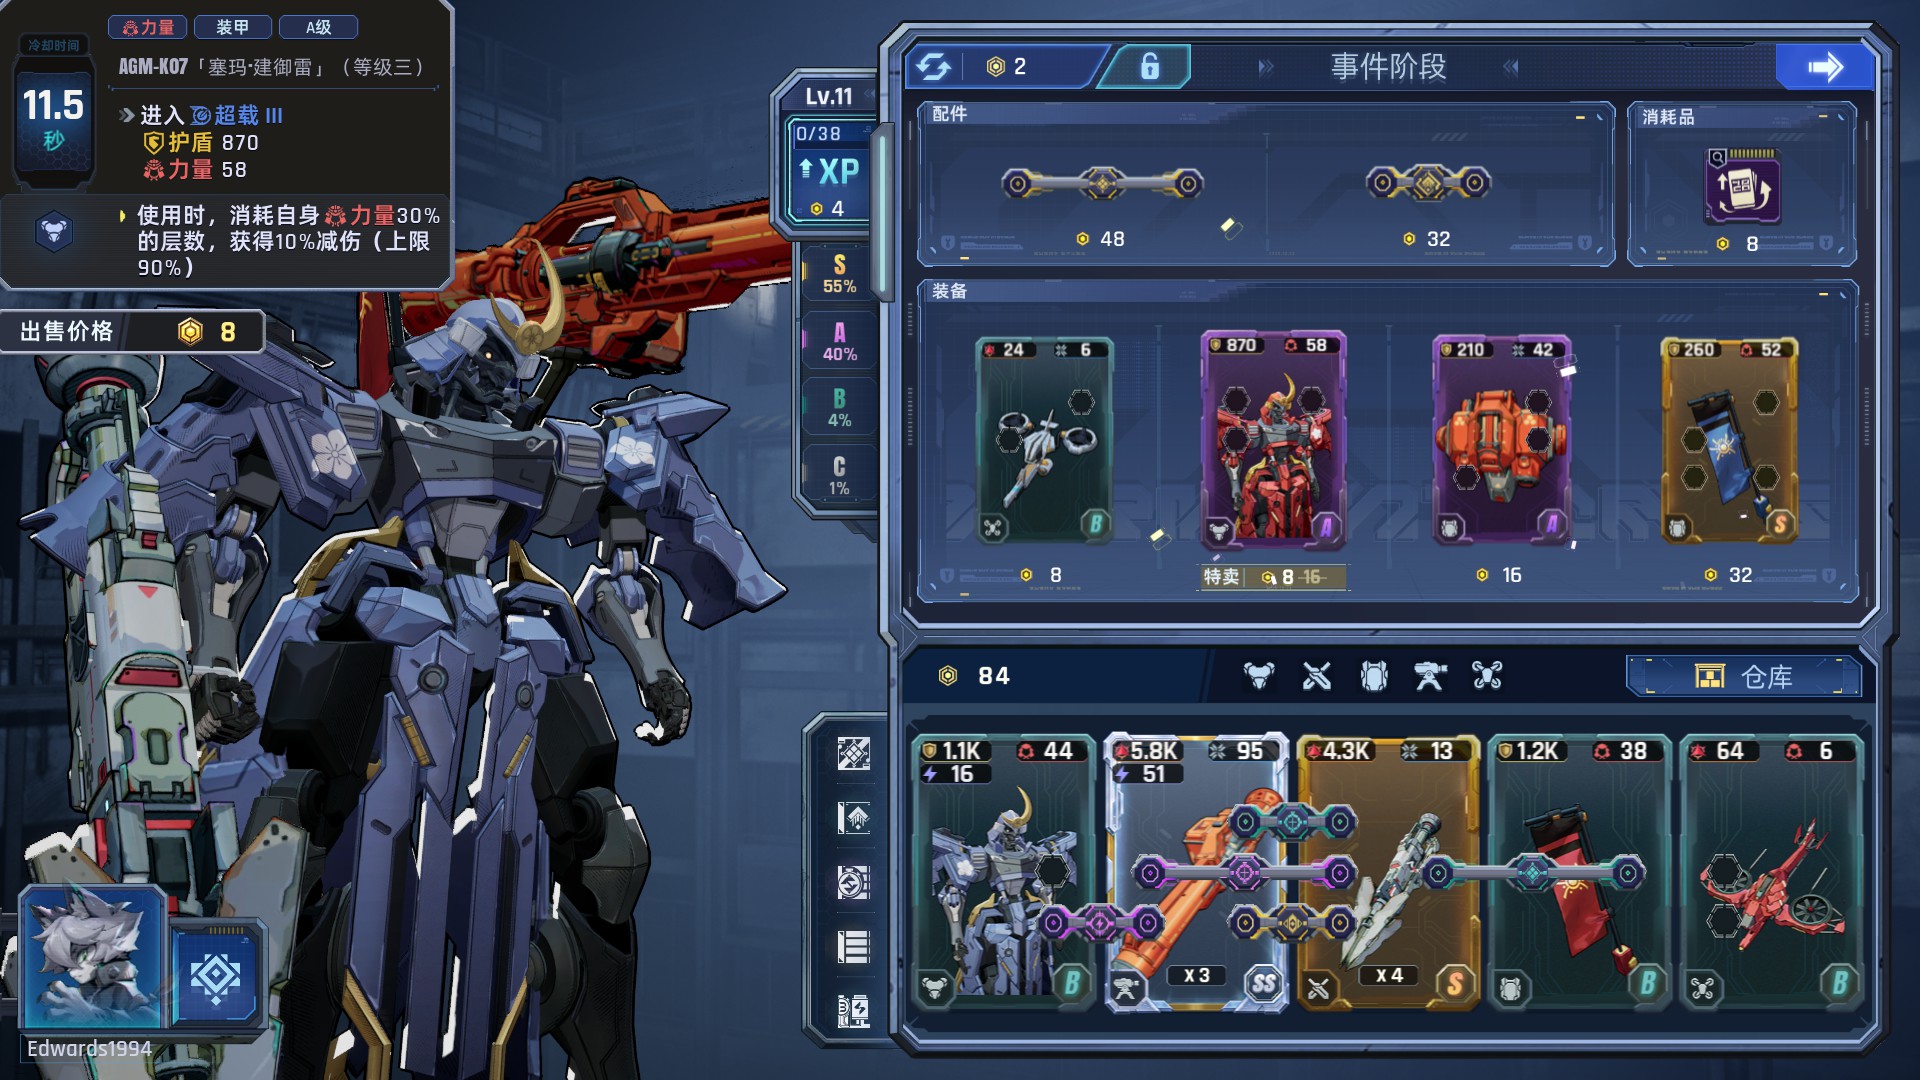 力量 装甲 A级
冷却时间
11.5
秒
AGM-K07「塞玛·建御雷」（等级三）
进入 超载 III
护盾 870
力量 58
使用时，消耗自身 力量30%
的层数，获得10%减伤（上限
90%）
出售价格 8
Lv.11
0/38
XP
4
S
55%
A
40%
B
4%
C
1%
2
事件阶段
配件
48
32
消耗品
8
装备
24 6
B
8
870 58
A
特卖 8 16
210 42
A
16
260 52
S
32
84
仓库
1.1K 44
16
B
5.8K 95
51
x3
SS
4.3K 13
x4
S
1.2K 38
B
64 6
B
Edwards1994